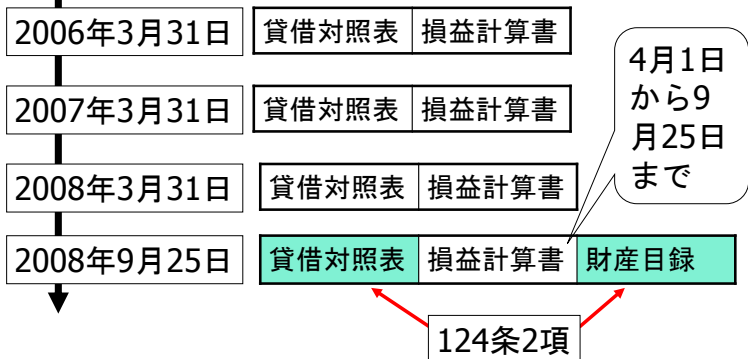 2006年3月31日 貸借対照表 損益計算書
4月1日
から9
月25日
まで
2007年3月31日 貸借対照表 損益計算書
2008年3月31日 貸借対照表 損益計算書
2008年9月25日 貸借対照表 損益計算書 財産目録
124条2項